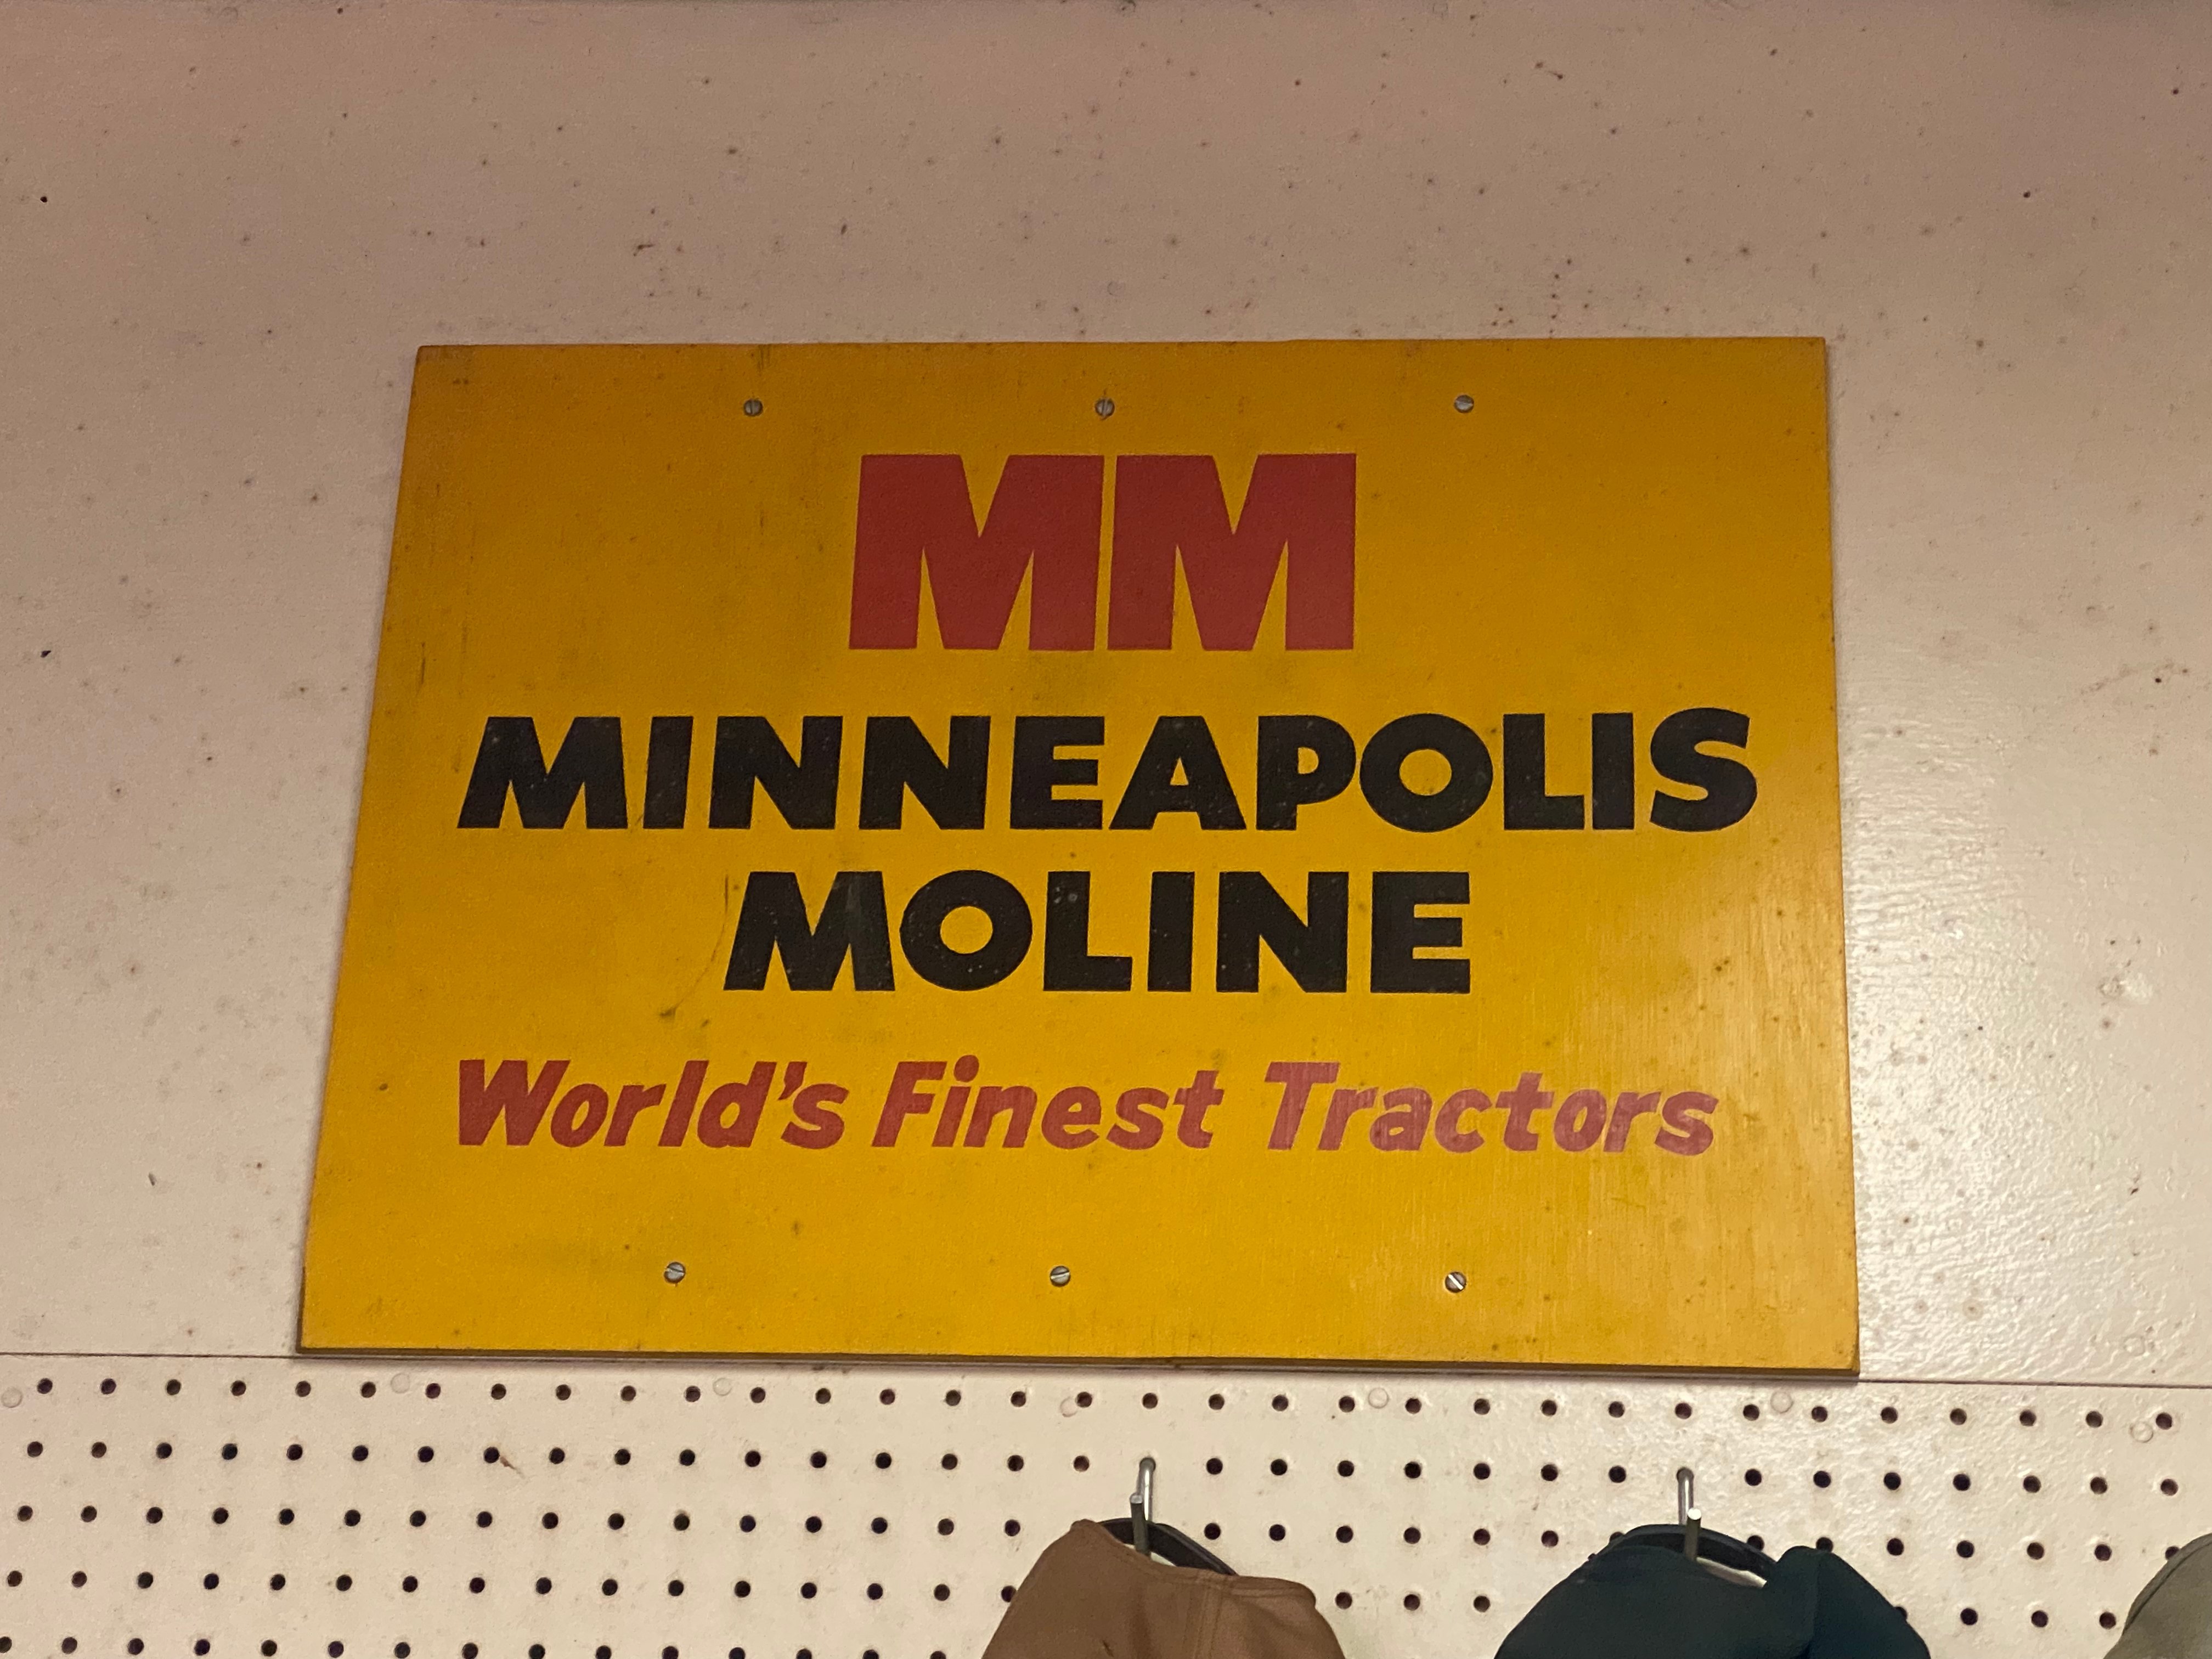 MM
MINNEAPOLIS
MOLINE
World's Finest Tractors